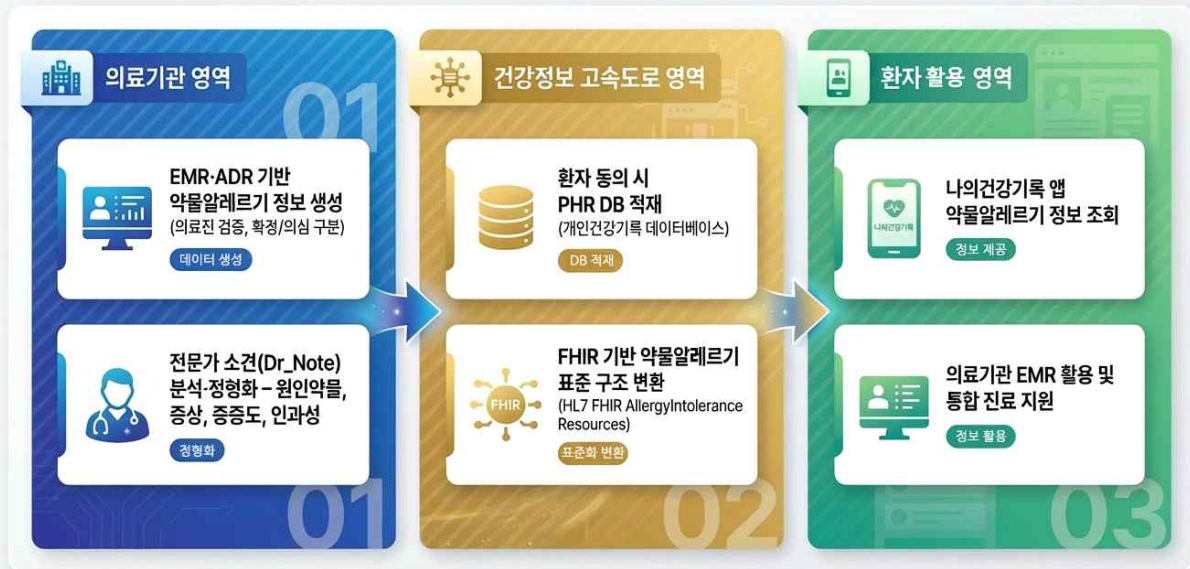 의료기관 영역
01
EMR·ADR 기반
약물알레르기 정보 생성
(의료진 검증, 확정/의심 구분)
데이터 생성
전문가 소견(Dr_Note)
분석·정형화 – 원인약믈,
증상, 증증도, 인과성
정형화
01
건강정보 고속도로 영역
환자 동의 시
PHR DB 적재
(개인건강기록 데이터베이스)
DB 적재
FHIR
FHIR 기반 약물알레르기
표준 구조 변환
(HL7 FHIR AllergyIntolerance
Resources)
표준화 변환
02
환자 활용 영역
나의건강기록 앱
약물알레르기 정보 조회
정보 제공
의료기관 EMR 활용 및
통합 진료 지원
정보 활용
03